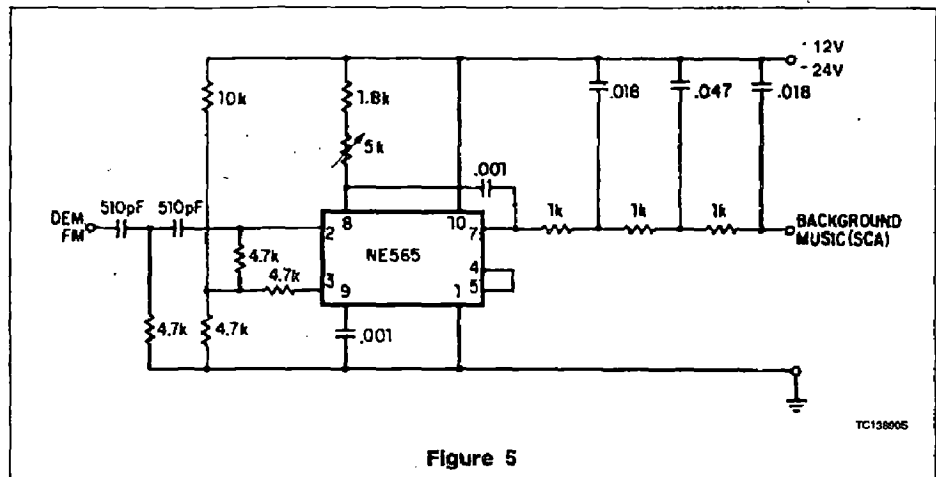 12V
24V
10k
1.8k
.018
.047
.018
5k
.001
510pF
510pF
DEM
FM
8
10
2
7
1k
1k
1k
BACKGROUND
MUSIC(SCA)
4.7k
NE565
4
3
4.7k
5
9
1
4.7k
4.7k
.001
TC13800S
Figure 5